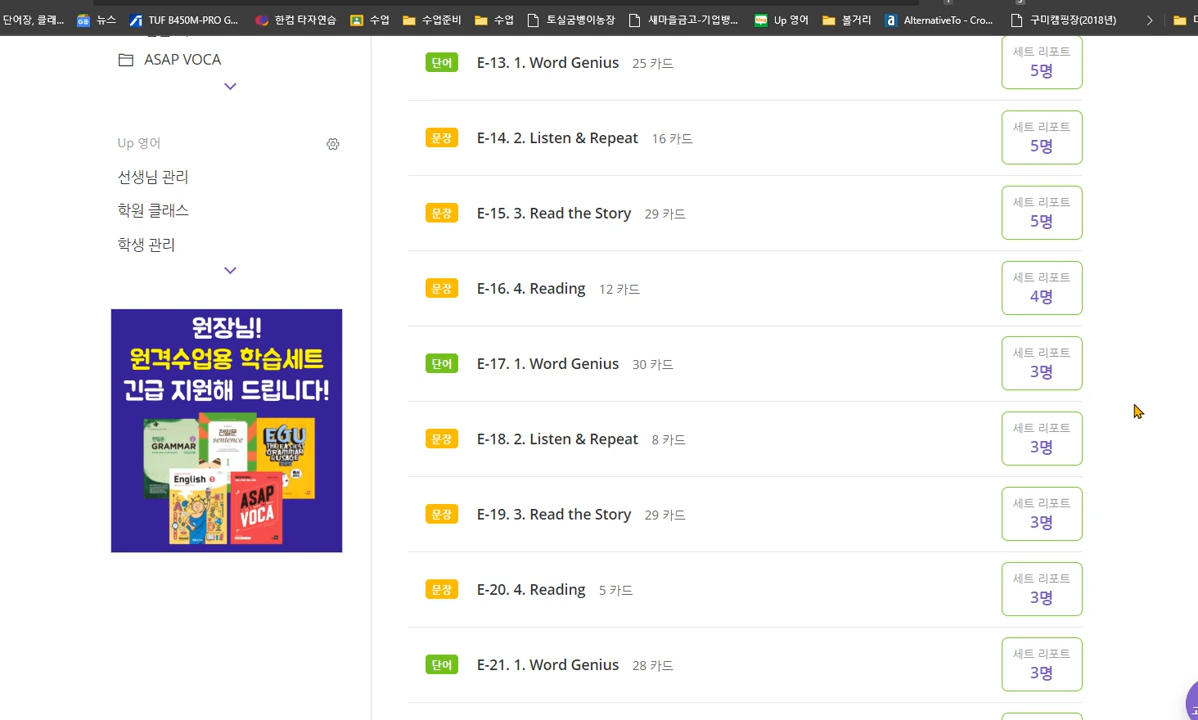 단어장, 클래...
뉴스
TUF B450M-PRO G...
한컴 타자연습
수업
수업준비
수업
토실굼벵이농장
새마을금고-기업뱅...
Up 영어
볼거리
AlternativeTo - Cro...
구미캠핑장(2018년)
ASAP VOCA
Up 영어
선생님 관리
학원 클래스
학생 관리
원장님!
원격수업용 학습세트
긴급 지원해 드립니다!
GRAMMAR
sentence
EGU
English
ASAP
VOCA
단어 E-13. 1. Word Genius 25 카드
세트 리포트
5명
문장 E-14. 2. Listen & Repeat 16 카드
세트 리포트
5명
문장 E-15. 3. Read the Story 29 카드
세트 리포트
5명
문장 E-16. 4. Reading 12 카드
세트 리포트
4명
단어 E-17. 1. Word Genius 30 카드
세트 리포트
3명
문장 E-18. 2. Listen & Repeat 8 카드
세트 리포트
3명
문장 E-19. 3. Read the Story 29 카드
세트 리포트
3명
문장 E-20. 4. Reading 5 카드
세트 리포트
3명
단어 E-21. 1. Word Genius 28 카드
세트 리포트
3명